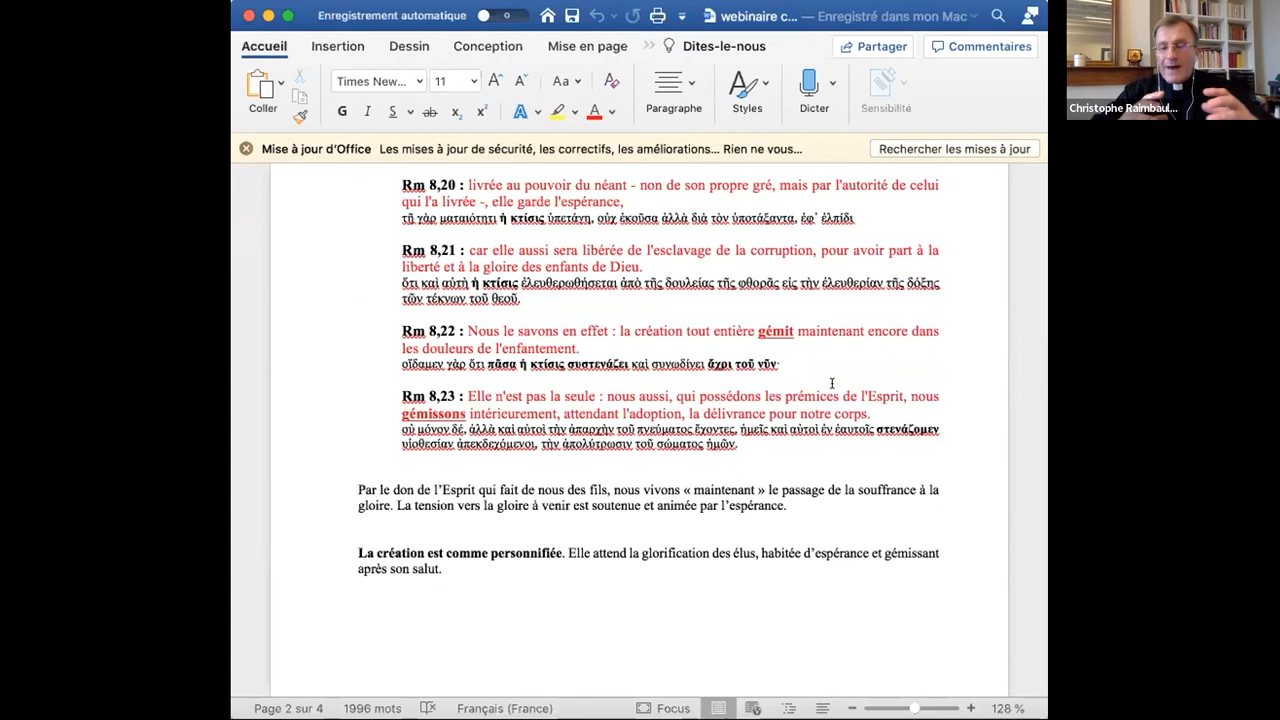 Enregistrement automatique
webinaire c... — Enregistré dans mon Mac
Accueil Insertion Dessin Conception Mise en page Dites-le-nous Partager Commentaires
Times New... 11
Coller Paragraphe Styles Dicter Sensibilité
Mise à jour d'Office Les mises à jour de sécurité, les correctifs, les améliorations... Rien ne vous... Rechercher les mises à jour
Christophe Raimbaul...
Rm 8,20 : livrée au pouvoir du néant - non de son propre gré, mais par l'autorité de celui
qui l'a livrée -, elle garde l'espérance,
τῇ γὰρ ματαιότητι ἡ κτίσις ὑπετάγη, οὐχ ἑκοῦσα ἀλλὰ διὰ τὸν ὑποτάξαντα, ἐφ᾽ ἐλπίδι
Rm 8,21 : car elle aussi sera libérée de l'esclavage de la corruption, pour avoir part à la
liberté et à la gloire des enfants de Dieu.
ὅτι καὶ αὐτὴ ἡ κτίσις ἐλευθερωθήσεται ἀπὸ τῆς δουλείας τῆς φθορᾶς εἰς τὴν ἐλευθερίαν τῆς δόξης
τῶν τέκνων τοῦ θεοῦ.
Rm 8,22 : Nous le savons en effet : la création tout entière gémit maintenant encore dans
les douleurs de l'enfantement.
οἴδαμεν γὰρ ὅτι πᾶσα ἡ κτίσις συστενάζει καὶ συνωδίνει ἄχρι τοῦ νῦν·
Rm 8,23 : Elle n'est pas la seule : nous aussi, qui possédons les prémices de l'Esprit, nous
gémissons intérieurement, attendant l'adoption, la délivrance pour notre corps.
οὐ μόνον δέ, ἀλλὰ καὶ αὐτοὶ τὴν ἀπαρχὴν τοῦ πνεύματος ἔχοντες, ἡμεῖς καὶ αὐτοὶ ἐν ἑαυτοῖς στενάζομεν
υἱοθεσίαν ἀπεκδεχόμενοι, τὴν ἀπολύτρωσιν τοῦ σώματος ἡμῶν.
Par le don de l'Esprit qui fait de nous des fils, nous vivons « maintenant » le passage de la souffrance à la
gloire. La tension vers la gloire à venir est soutenue et animée par l'espérance.
La création est comme personnifiée. Elle attend la glorification des élus, habitée d'espérance et gémissant
après son salut.
Page 2 sur 4 1996 mots Français (France) Focus 128 %